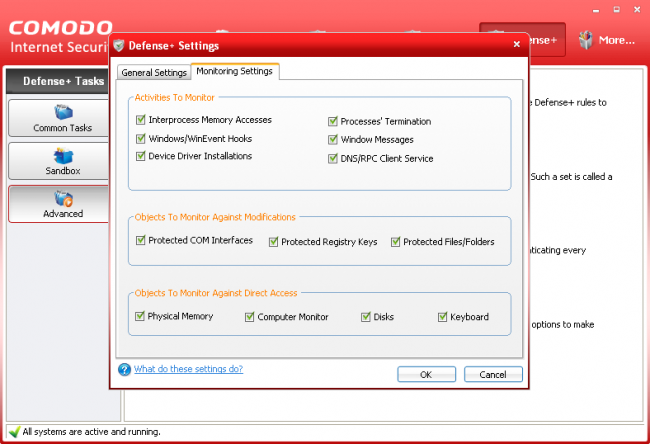 COMODO
Internet Securi
ense+
More...
Defense+ Settings
General Settings
Monitoring Settings
Defense+ Tasks
Common Tasks
Sandbox
Advanced
Activities To Monitor
Interprocess Memory Accesses
Processes' Termination
Windows/WinEvent Hooks
Window Messages
Device Driver Installations
DNS/RPC Client Service
Objects To Monitor Against Modifications
Protected COM Interfaces
Protected Registry Keys
Protected Files/Folders
Objects To Monitor Against Direct Access
Physical Memory
Computer Monitor
Disks
Keyboard
What do these settings do?
OK
Cancel
e Defense+ rules to
Such a set is called a
nticating every
options to make
All systems are active and running.